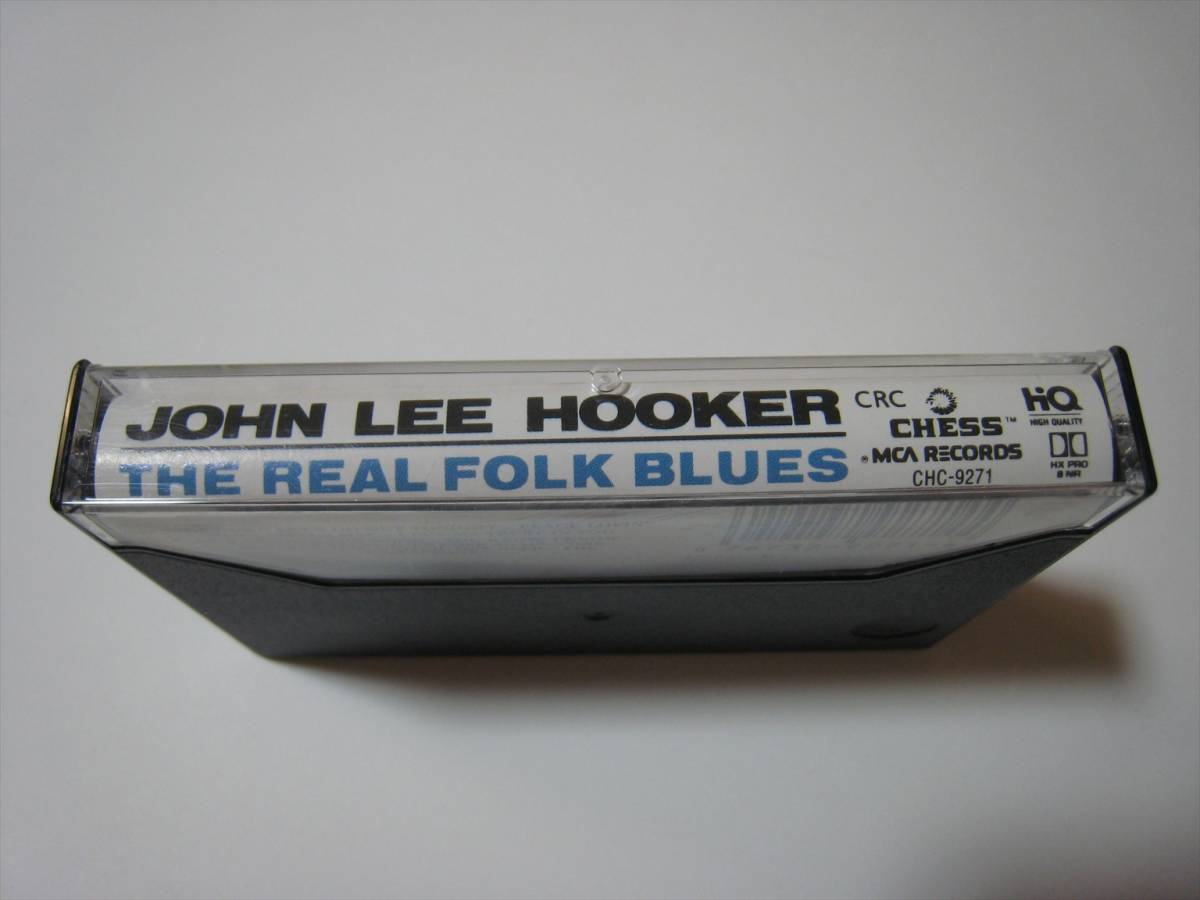 JOHN LEE HOOKER
THE REAL FOLK BLUES
CRC
CHESS™
MCA RECORDS
CHC-9271
HiQ
HIGH QUALITY
HX PRO
B NR